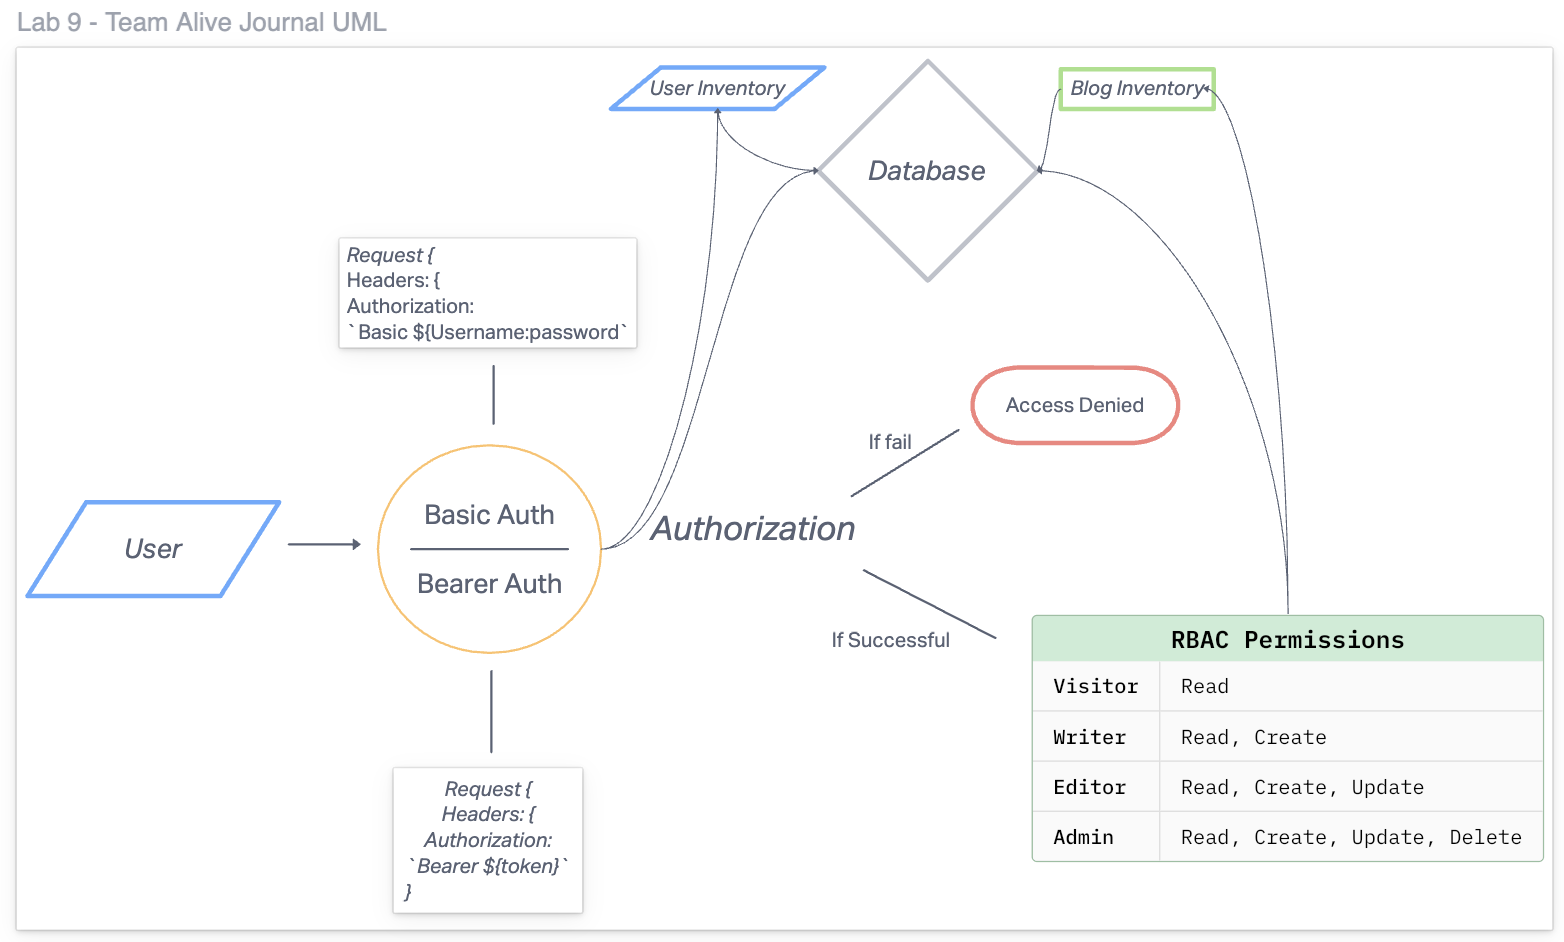 Lab 9 - Team Alive Journal UML
User Inventory
Blog Inventory
Database
Request {
Headers: {
Authorization:
`Basic ${Username:password`
Access Denied
If fail
User
Basic Auth
Bearer Auth
Authorization
If Successful
RBAC Permissions
Visitor Read
Writer Read, Create
Editor Read, Create, Update
Admin Read, Create, Update, Delete
Request {
Headers: {
Authorization:
`Bearer ${token}`
}